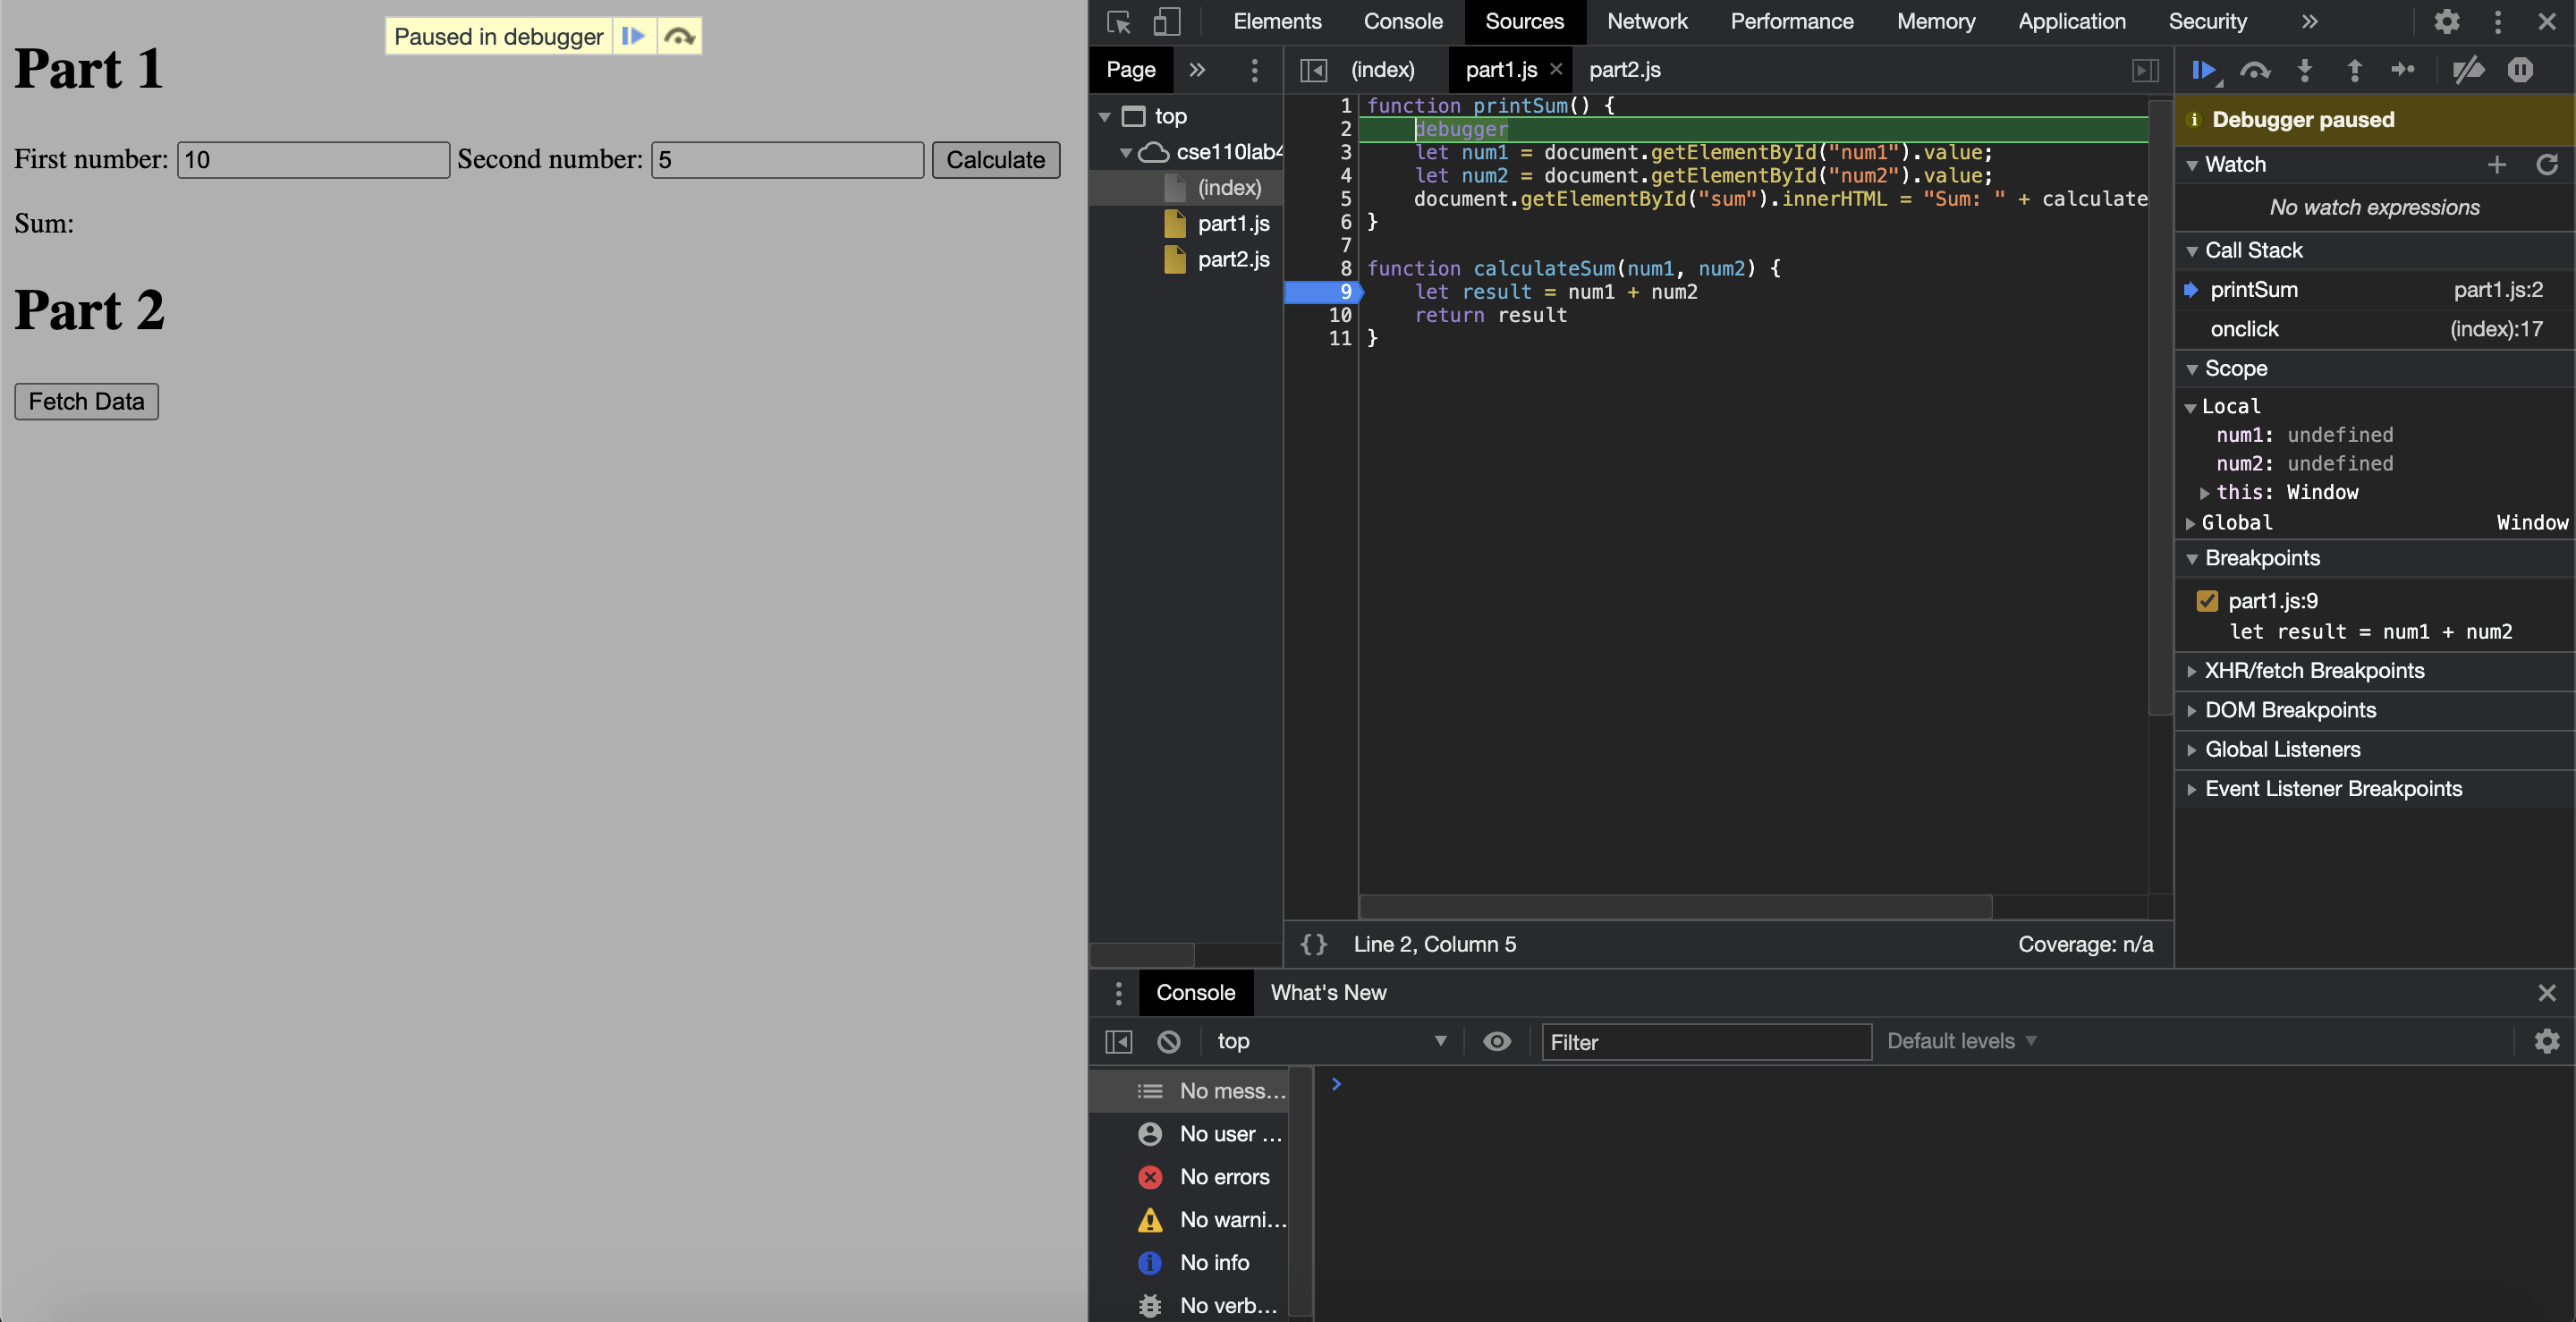 Paused in debugger
Part 1
First number: 10 Second number: 5 Calculate
Sum:
Part 2
Fetch Data
Elements Console Sources Network Performance Memory Application Security »
Page » (index) part1.js × part2.js
top
cse110lab4
(index)
part1.js
part2.js
1 function printSum() {
2 debugger
3 let num1 = document.getElementById("num1").value;
4 let num2 = document.getElementById("num2").value;
5 document.getElementById("sum").innerHTML = "Sum: " + calculate
6 }
7
8 function calculateSum(num1, num2) {
9 let result = num1 + num2
10 return result
11 }
{} Line 2, Column 5 Coverage: n/a
Debugger paused
Watch
No watch expressions
Call Stack
printSum part1.js:2
onclick (index):17
Scope
Local
num1: undefined
num2: undefined
this: Window
Global Window
Breakpoints
part1.js:9
let result = num1 + num2
XHR/fetch Breakpoints
DOM Breakpoints
Global Listeners
Event Listener Breakpoints
Console What's New
top Filter Default levels
No mess...
No user ...
No errors
No warni...
No info
No verb...